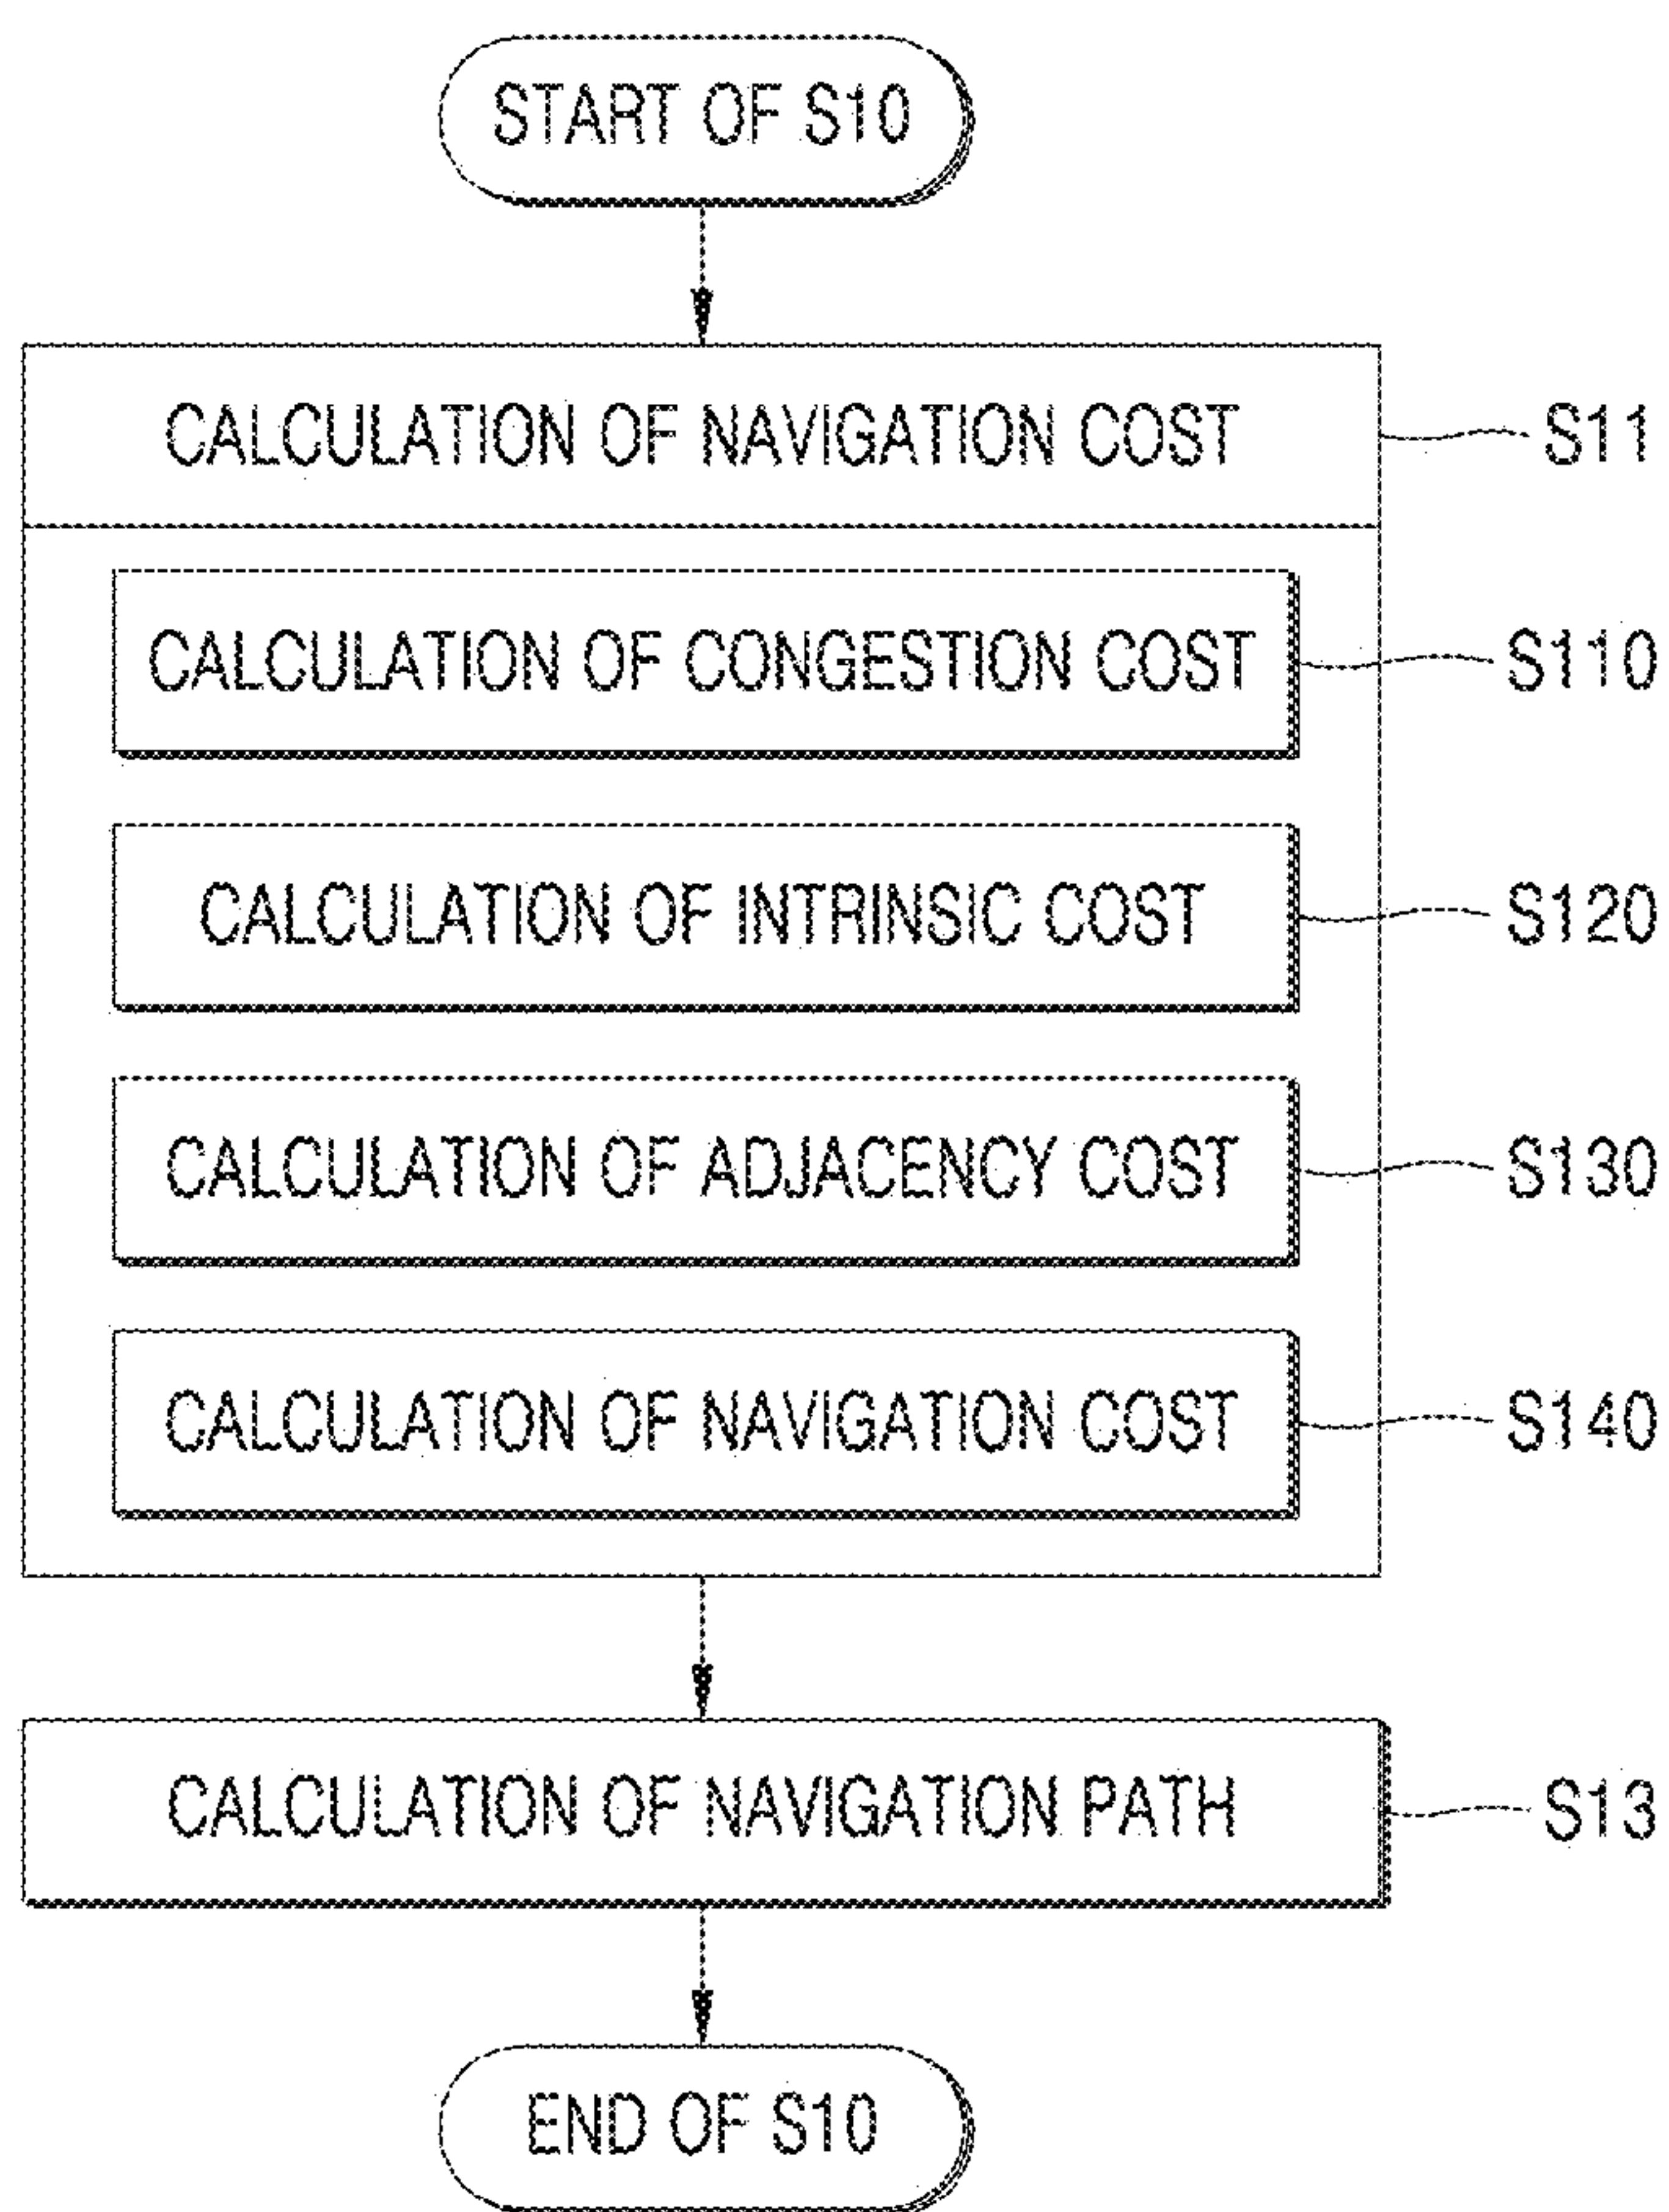 START OF S10
CALCULATION OF NAVIGATION COST S11
CALCULATION OF CONGESTION COST S110
CALCULATION OF INTRINSIC COST S120
CALCULATION OF ADJACENCY COST S130
CALCULATION OF NAVIGATION COST S140
CALCULATION OF NAVIGATION PATH S13
END OF S10